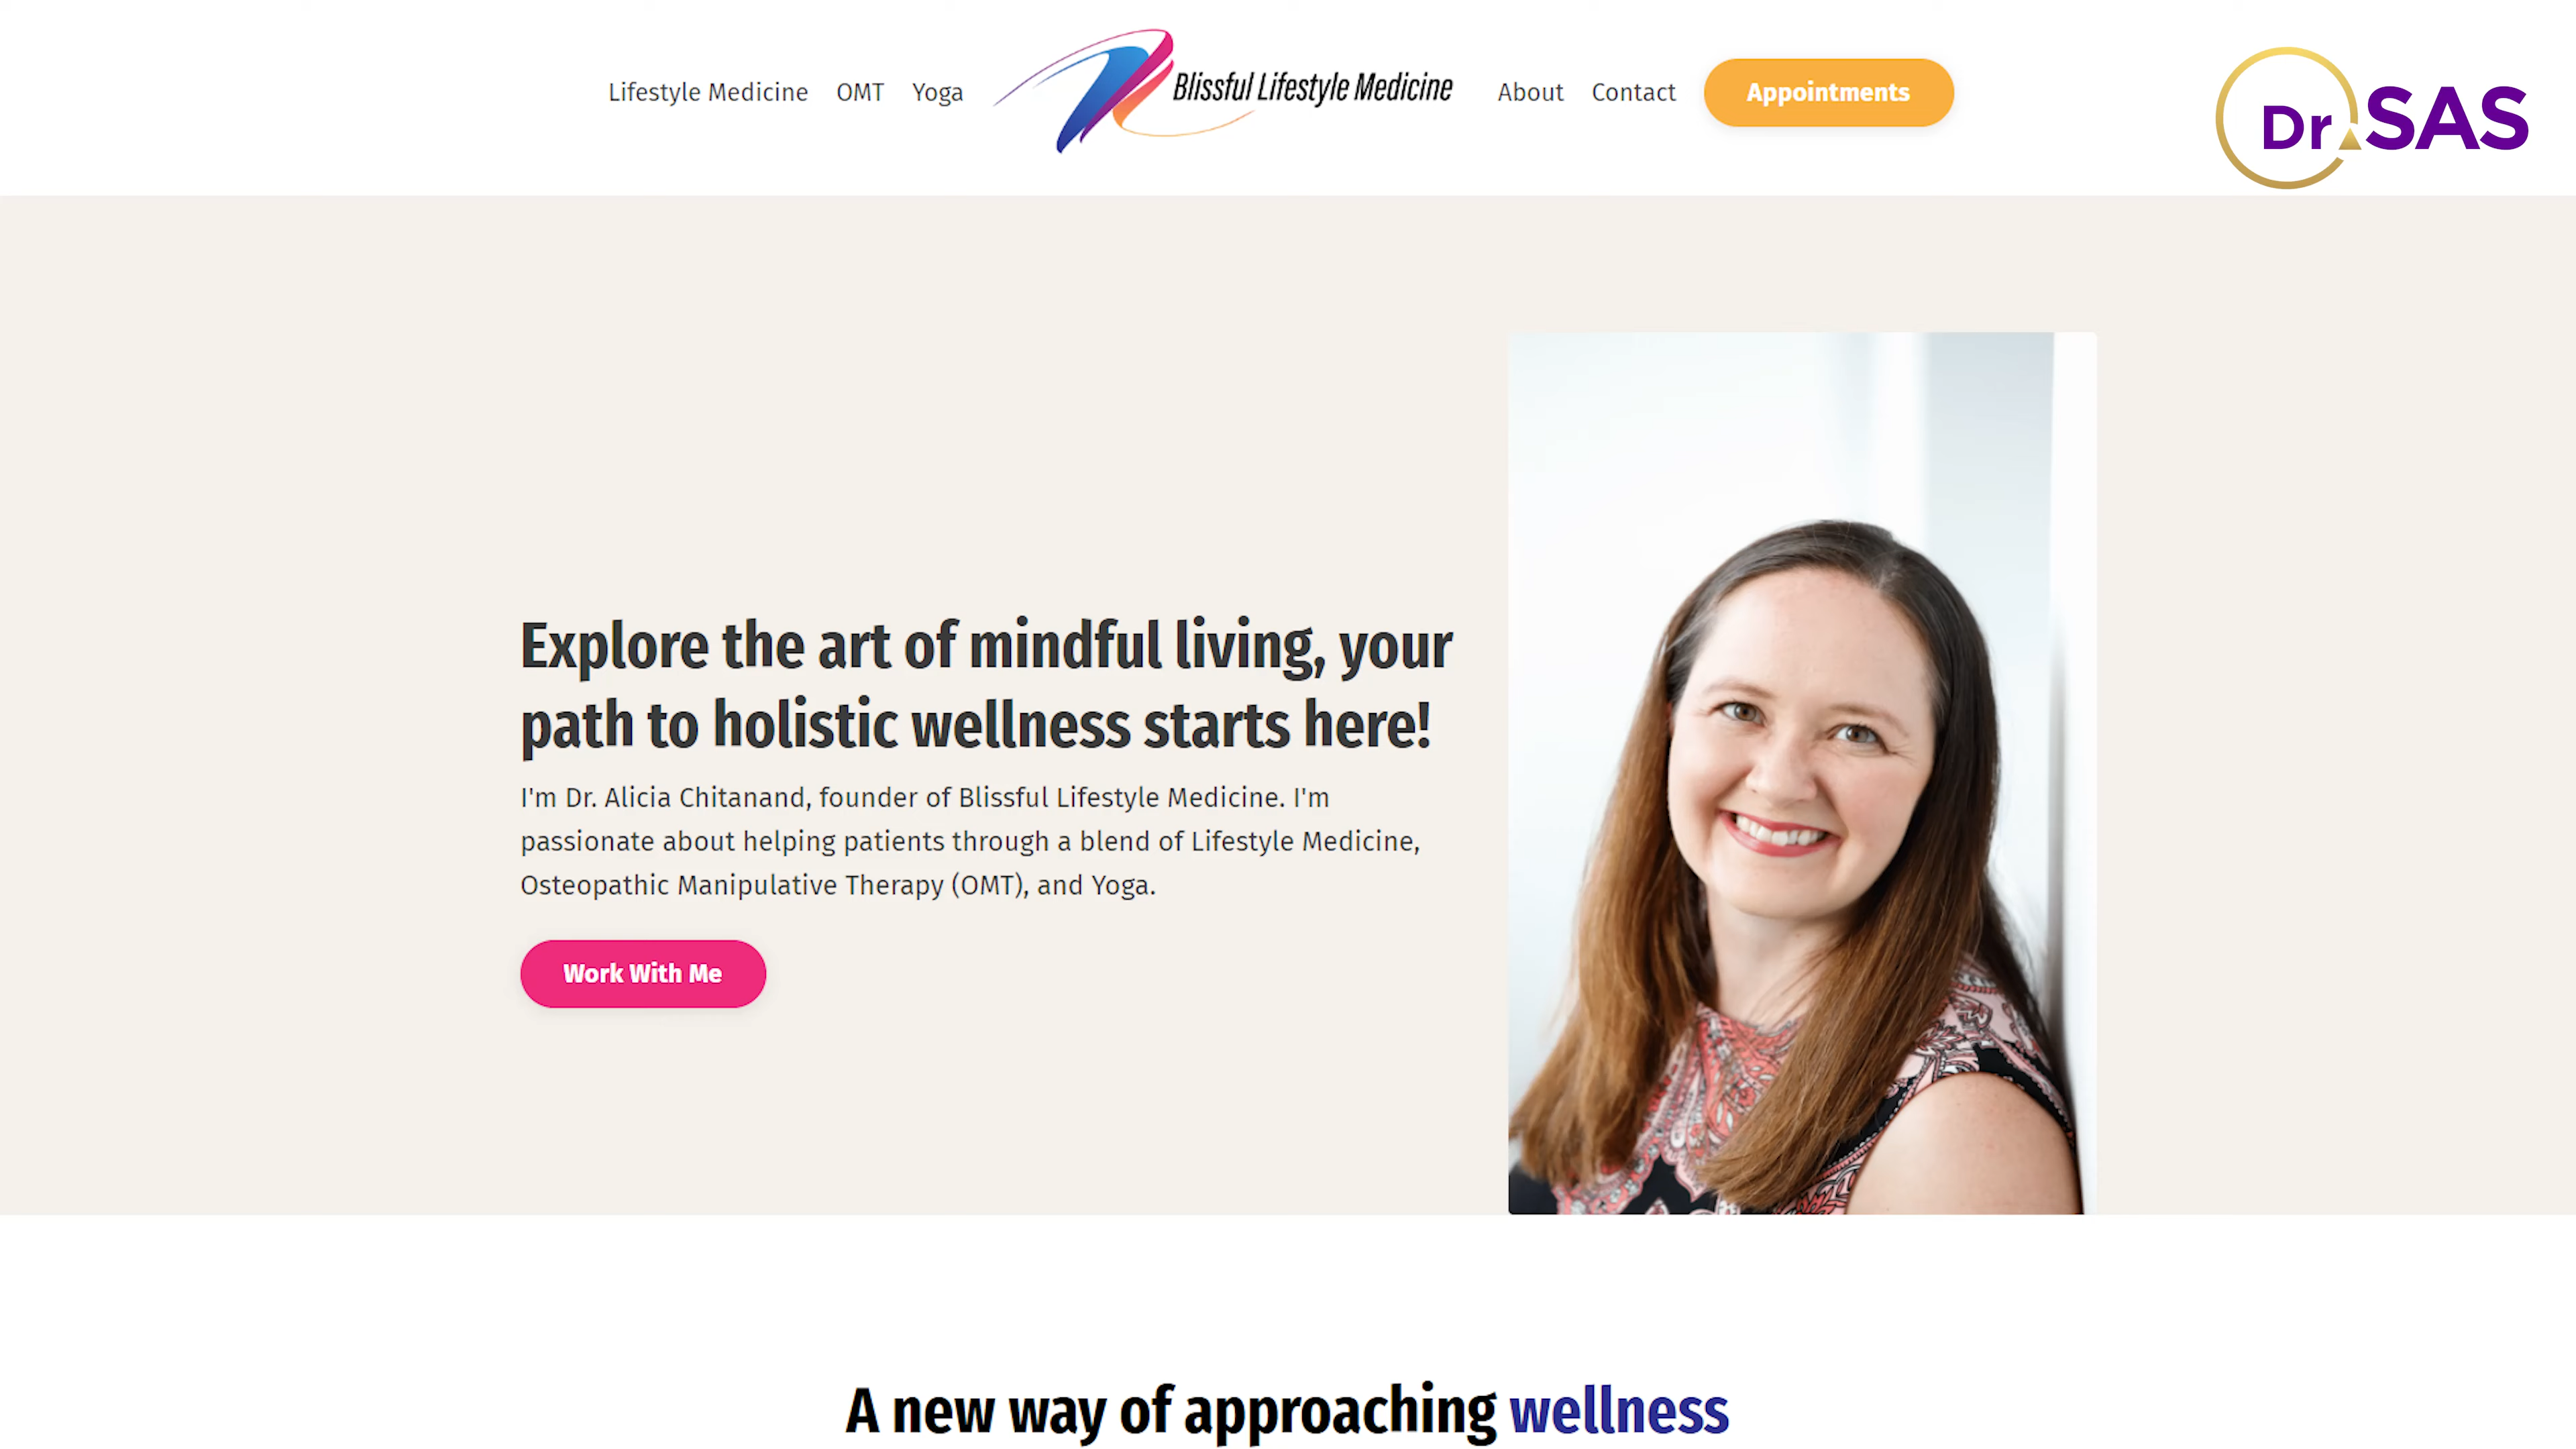 Lifestyle Medicine OMT Yoga Blissful Lifestyle Medicine About Contact Appointments
Dr.SAS
Explore the art of mindful living, your
path to holistic wellness starts here!
I'm Dr. Alicia Chitanand, founder of Blissful Lifestyle Medicine. I'm
passionate about helping patients through a blend of Lifestyle Medicine,
Osteopathic Manipulative Therapy (OMT), and Yoga.
Work With Me
A new way of approaching wellness